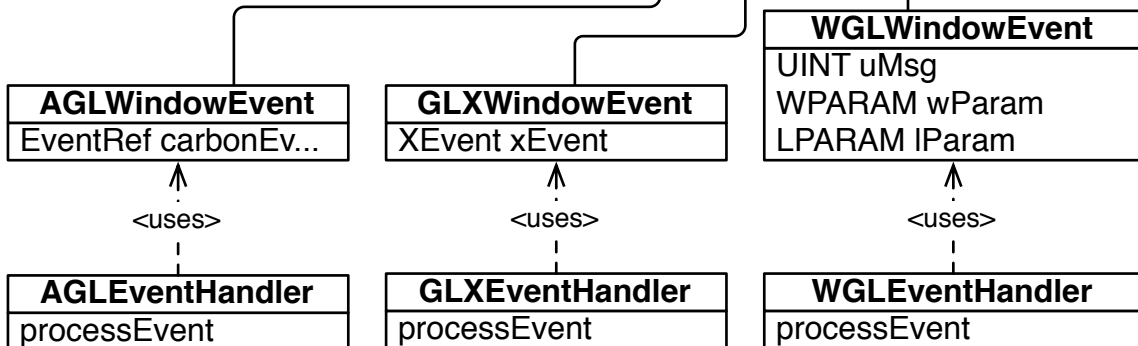 WGLWindowEvent
UINT uMsg
WPARAM wParam
LPARAM lParam
AGLWindowEvent
EventRef carbonEv...
GLXWindowEvent
XEvent xEvent
<uses>
<uses>
<uses>
AGLEventHandler
processEvent
GLXEventHandler
processEvent
WGLEventHandler
processEvent